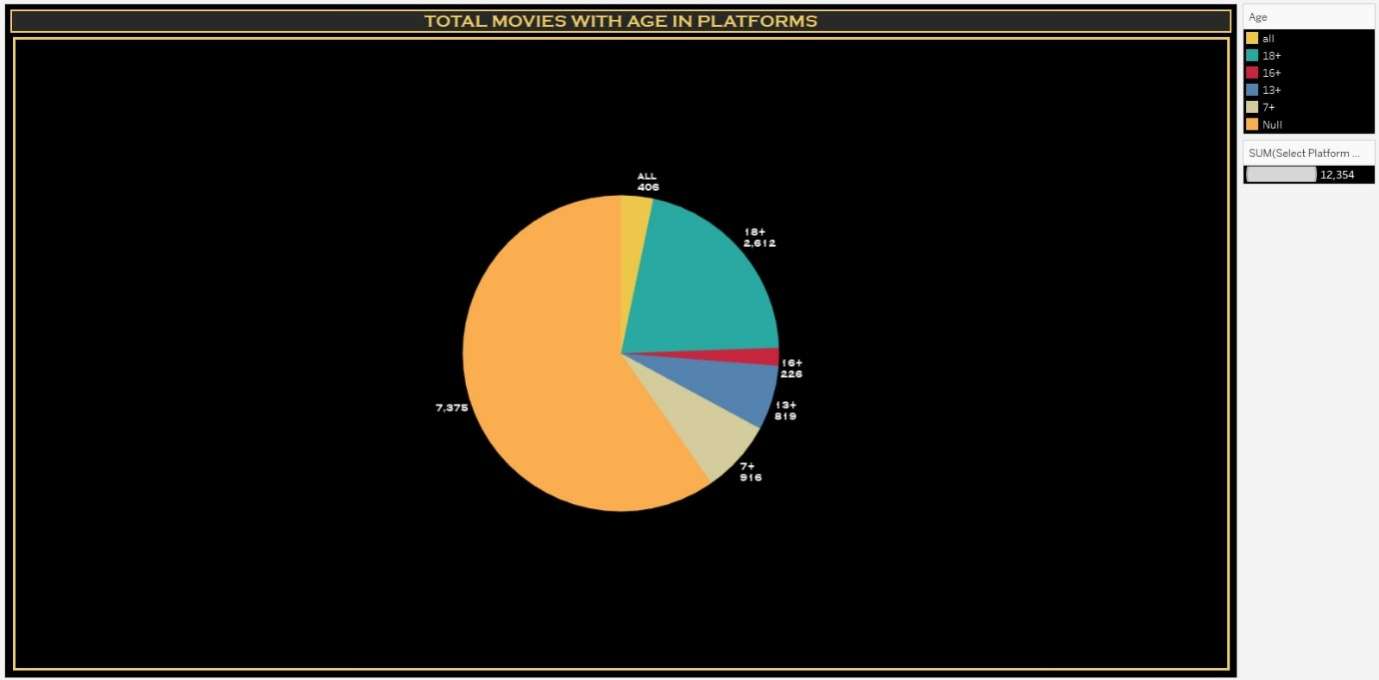 TOTAL MOVIES WITH AGE IN PLATFORMS
Age
all
18+
16+
13+
7+
Null
SUM(Select Platform ...
12,354
ALL
406
18+
2,612
16+
226
13+
819
7+
916
7,375